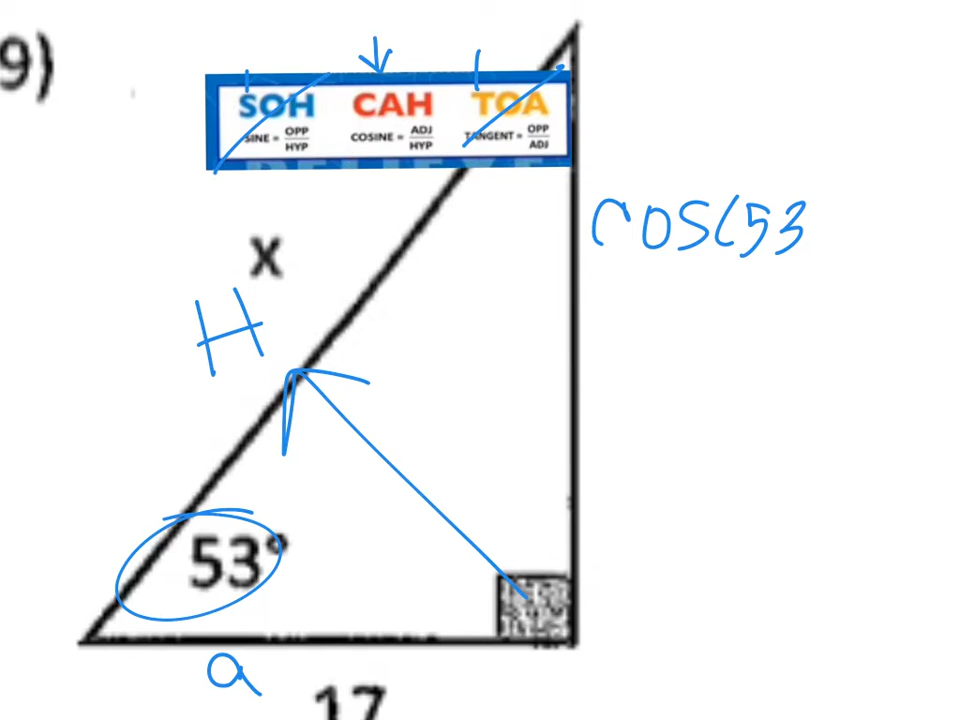 9)
SOH CAH TOA
SINE = OPP/HYP COSINE = ADJ/HYP TANGENT = OPP/ADJ
x
cos(53
H
53°
a
17